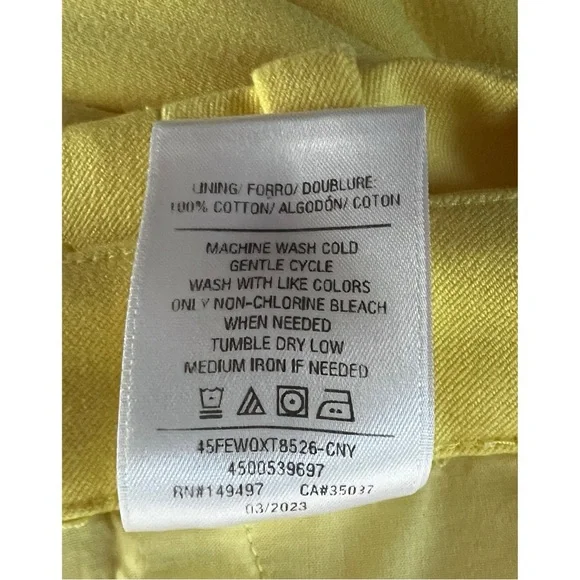 LINING/ FORRO/ DOUBLURE:
100% COTTON/ ALGODÓN/ COTON
MACHINE WASH COLD
GENTLE CYCLE
WASH WITH LIKE COLORS
ONLY NON-CHLORINE BLEACH
WHEN NEEDED
TUMBLE DRY LOW
MEDIUM IRON IF NEEDED
45FEWOXT8526-CNY
4500539697
RN#149497 CA#35037
03/2023